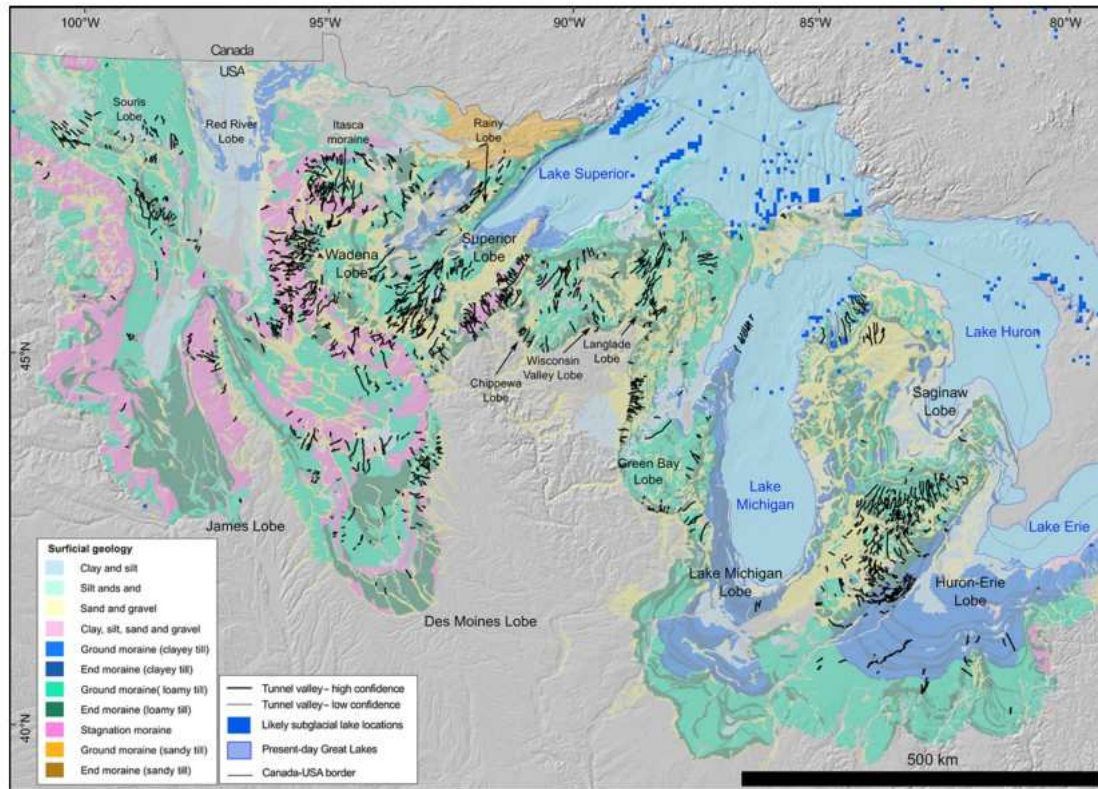 100°W
95°W
90°W
85°W
80°W
Canada
USA
Souris
Lobe
Red River
Lobe
Itasca
moraine
Rainy
Lobe
Lake Superior
Superior
Lobe
Wadena
Lobe
45°N
Langlade
Lobe
Wisconsin
Valley Lobe
Chippewa
Lobe
Lake Huron
Saginaw
Lobe
Green Bay
Lobe
Lake
Michigan
Lake Erie
James Lobe
Lake Michigan
Lobe
Huron-Erie
Lobe
Des Moines Lobe
40°N
Surficial geology
Clay and silt
Silt ands and
Sand and gravel
Clay, silt, sand and gravel
Ground moraine (clayey till)
End moraine (clayey till)
Ground moraine( loamy till)
End moraine (loamy till)
Stagnation moraine
Ground moraine (sandy till)
End moraine (sandy till)
Tunnel valley– high confidence
Tunnel valley– low confidence
Likely subglacial lake locations
Present-day Great Lakes
Canada-USA border
500 km